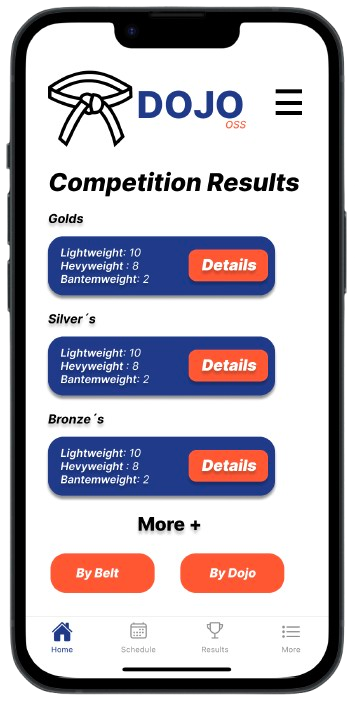 DOJO
OSS
Competition Results
Golds
Lightweight: 10
Hevyweight : 8
Bantemweight: 2
Details
Silver´s
Lightweight: 10
Hevyweight : 8
Bantemweight: 2
Details
Bronze´s
Lightweight: 10
Hevyweight : 8
Bantemweight: 2
Details
More +
By Belt
By Dojo
Home
Schedule
Results
More